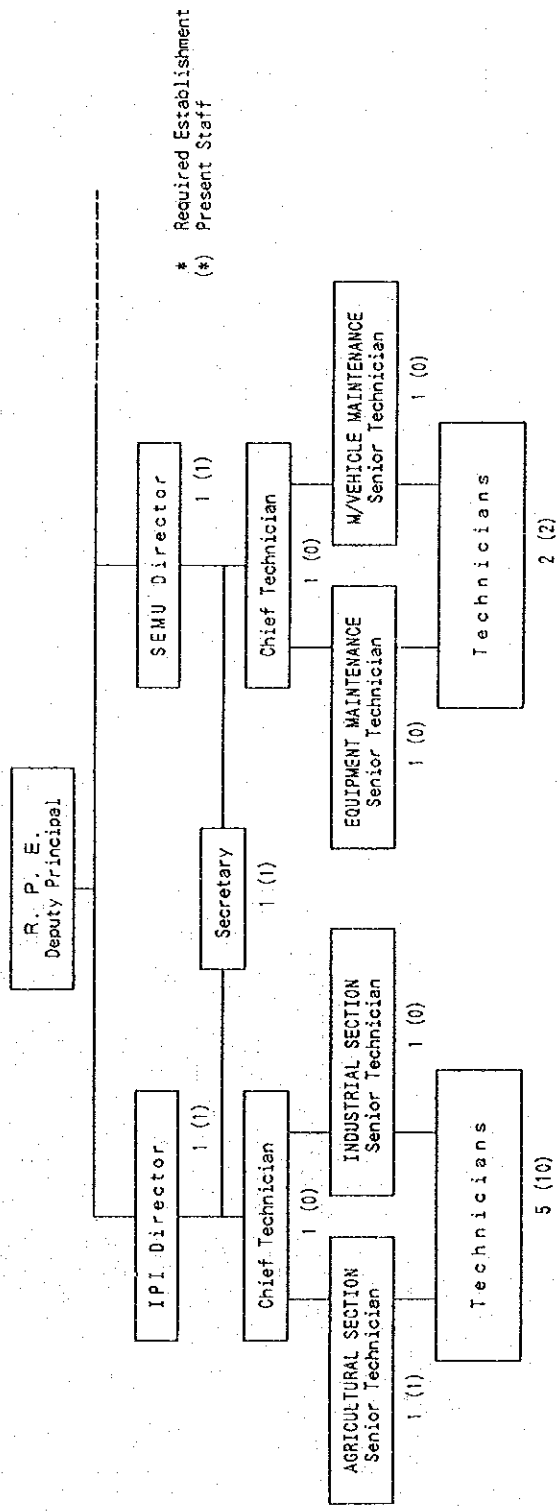 R. P. E.
Deputy Principal
IPI Director
1 (1)
SEMU Director
1 (1)
* Required Establishment
(*) Present Staff
Secretary
1 (1)
Chief Technician
1 (0)
Chief Technician
1 (0)
AGRICULTURAL SECTION
Senior Technician
1 (1)
INDUSTRIAL SECTION
Senior Technician
1 (0)
EQUIPMENT MAINTENANCE
Senior Technician
1 (0)
M/VEHICLE MAINTENANCE
Senior Technician
1 (0)
Technicians
5 (10)
Technicians
2 (2)